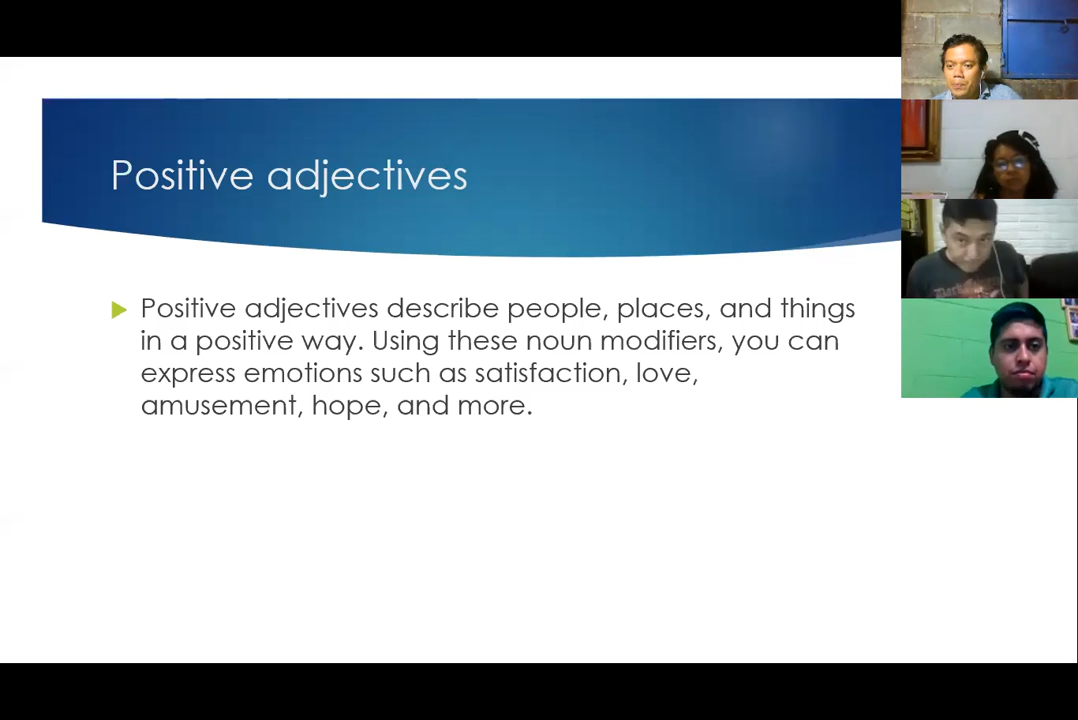 Positive adjectives
Positive adjectives describe people, places, and things
in a positive way. Using these noun modifiers, you can
express emotions such as satisfaction, love,
amusement, hope, and more.